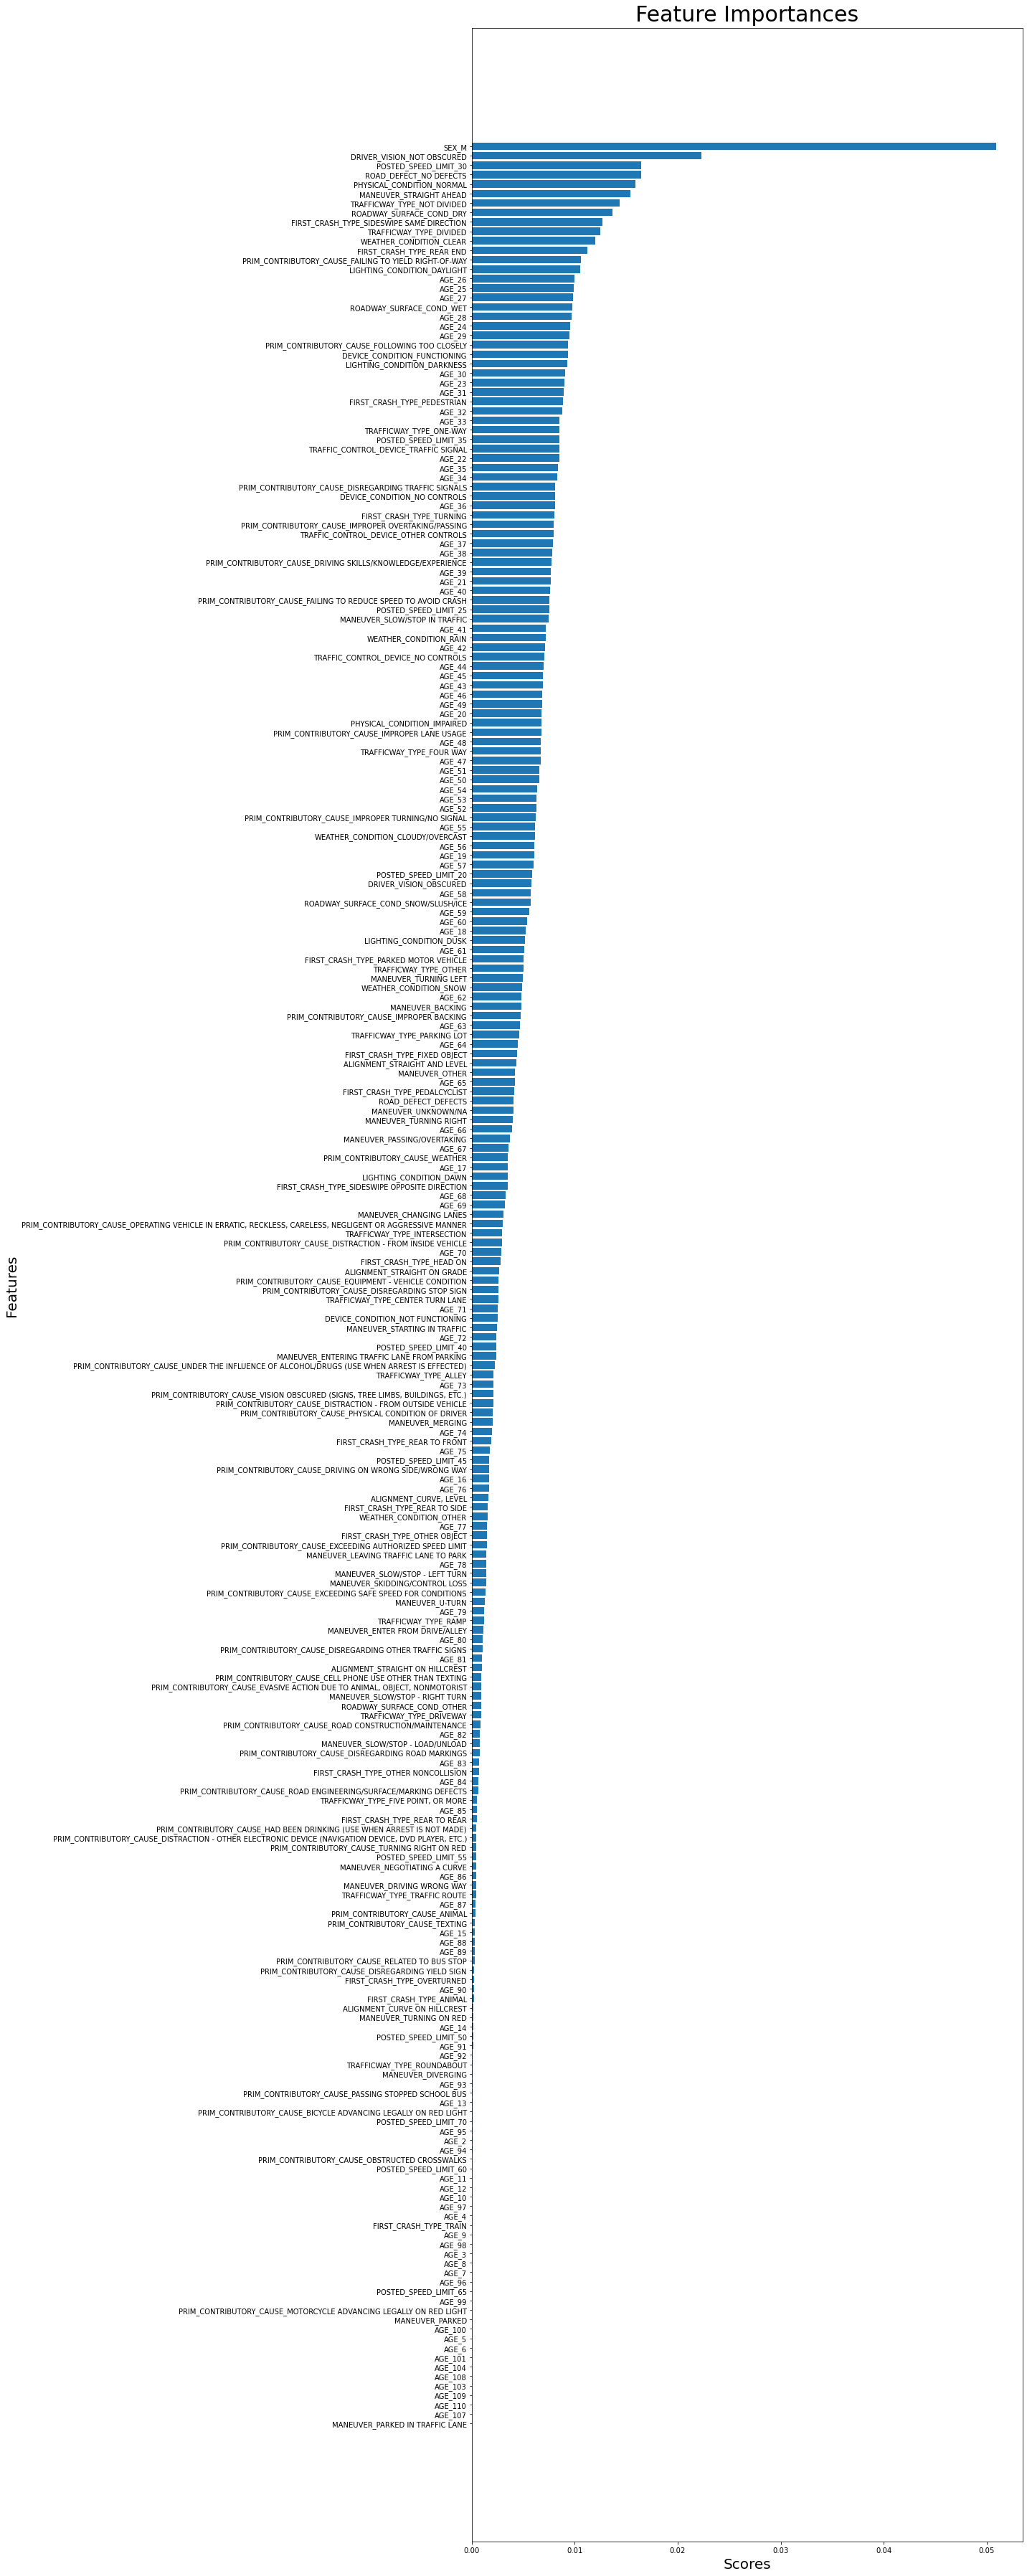 Feature Importances
SEX_M
DRIVER_VISION_NOT OBSCURED
POSTED_SPEED_LIMIT_30
ROAD_DEFECT_NO DEFECTS
PHYSICAL_CONDITION_NORMAL
MANEUVER_STRAIGHT AHEAD
TRAFFICWAY_TYPE_NOT DIVIDED
ROADWAY_SURFACE_COND_DRY
FIRST_CRASH_TYPE_SIDESWIPE SAME DIRECTION
TRAFFICWAY_TYPE_DIVIDED
WEATHER_CONDITION_CLEAR
FIRST_CRASH_TYPE_REAR END
PRIM_CONTRIBUTORY_CAUSE_FAILING TO YIELD RIGHT-OF-WAY
LIGHTING_CONDITION_DAYLIGHT
AGE_26
AGE_25
AGE_27
ROADWAY_SURFACE_COND_WET
AGE_28
AGE_24
AGE_29
PRIM_CONTRIBUTORY_CAUSE_FOLLOWING TOO CLOSELY
DEVICE_CONDITION_FUNCTIONING
LIGHTING_CONDITION_DARKNESS
AGE_30
AGE_23
AGE_31
FIRST_CRASH_TYPE_PEDESTRIAN
AGE_32
AGE_33
TRAFFICWAY_TYPE_ONE-WAY
POSTED_SPEED_LIMIT_35
TRAFFIC_CONTROL_DEVICE_TRAFFIC SIGNAL
AGE_22
AGE_35
AGE_34
PRIM_CONTRIBUTORY_CAUSE_DISREGARDING TRAFFIC SIGNALS
DEVICE_CONDITION_NO CONTROLS
AGE_36
FIRST_CRASH_TYPE_TURNING
PRIM_CONTRIBUTORY_CAUSE_IMPROPER OVERTAKING/PASSING
TRAFFIC_CONTROL_DEVICE_OTHER CONTROLS
AGE_37
AGE_38
PRIM_CONTRIBUTORY_CAUSE_DRIVING SKILLS/KNOWLEDGE/EXPERIENCE
AGE_39
AGE_21
AGE_40
PRIM_CONTRIBUTORY_CAUSE_FAILING TO REDUCE SPEED TO AVOID CRASH
POSTED_SPEED_LIMIT_25
MANEUVER_SLOW/STOP IN TRAFFIC
AGE_41
WEATHER_CONDITION_RAIN
AGE_42
TRAFFIC_CONTROL_DEVICE_NO CONTROLS
AGE_44
AGE_45
AGE_43
AGE_46
AGE_49
AGE_20
PHYSICAL_CONDITION_IMPAIRED
PRIM_CONTRIBUTORY_CAUSE_IMPROPER LANE USAGE
AGE_48
TRAFFICWAY_TYPE_FOUR WAY
AGE_47
AGE_51
AGE_50
AGE_54
AGE_53
AGE_52
PRIM_CONTRIBUTORY_CAUSE_IMPROPER TURNING/NO SIGNAL
AGE_55
WEATHER_CONDITION_CLOUDY/OVERCAST
AGE_56
AGE_19
AGE_57
POSTED_SPEED_LIMIT_20
DRIVER_VISION_OBSCURED
AGE_58
ROADWAY_SURFACE_COND_SNOW/SLUSH/ICE
AGE_59
AGE_60
AGE_18
LIGHTING_CONDITION_DUSK
AGE_61
FIRST_CRASH_TYPE_PARKED MOTOR VEHICLE
TRAFFICWAY_TYPE_OTHER
MANEUVER_TURNING LEFT
WEATHER_CONDITION_SNOW
AGE_62
MANEUVER_BACKING
PRIM_CONTRIBUTORY_CAUSE_IMPROPER BACKING
AGE_63
TRAFFICWAY_TYPE_PARKING LOT
AGE_64
FIRST_CRASH_TYPE_FIXED OBJECT
ALIGNMENT_STRAIGHT AND LEVEL
MANEUVER_OTHER
AGE_65
FIRST_CRASH_TYPE_PEDALCYCLIST
ROAD_DEFECT_DEFECTS
MANEUVER_UNKNOWN/NA
MANEUVER_TURNING RIGHT
AGE_66
MANEUVER_PASSING/OVERTAKING
AGE_67
PRIM_CONTRIBUTORY_CAUSE_WEATHER
AGE_17
LIGHTING_CONDITION_DAWN
FIRST_CRASH_TYPE_SIDESWIPE OPPOSITE DIRECTION
AGE_68
AGE_69
MANEUVER_CHANGING LANES
PRIM_CONTRIBUTORY_CAUSE_OPERATING VEHICLE IN ERRATIC, RECKLESS, CARELESS, NEGLIGENT OR AGGRESSIVE MANNER
TRAFFICWAY_TYPE_INTERSECTION
PRIM_CONTRIBUTORY_CAUSE_DISTRACTION - FROM INSIDE VEHICLE
AGE_70
FIRST_CRASH_TYPE_HEAD ON
ALIGNMENT_STRAIGHT ON GRADE
PRIM_CONTRIBUTORY_CAUSE_EQUIPMENT - VEHICLE CONDITION
PRIM_CONTRIBUTORY_CAUSE_DISREGARDING STOP SIGN
TRAFFICWAY_TYPE_CENTER TURN LANE
AGE_71
DEVICE_CONDITION_NOT FUNCTIONING
MANEUVER_STARTING IN TRAFFIC
AGE_72
POSTED_SPEED_LIMIT_40
MANEUVER_ENTERING TRAFFIC LANE FROM PARKING
PRIM_CONTRIBUTORY_CAUSE_UNDER THE INFLUENCE OF ALCOHOL/DRUGS (USE WHEN ARREST IS EFFECTED)
TRAFFICWAY_TYPE_ALLEY
AGE_73
PRIM_CONTRIBUTORY_CAUSE_VISION OBSCURED (SIGNS, TREE LIMBS, BUILDINGS, ETC.)
PRIM_CONTRIBUTORY_CAUSE_DISTRACTION - FROM OUTSIDE VEHICLE
PRIM_CONTRIBUTORY_CAUSE_PHYSICAL CONDITION OF DRIVER
MANEUVER_MERGING
AGE_74
FIRST_CRASH_TYPE_REAR TO FRONT
AGE_75
POSTED_SPEED_LIMIT_45
PRIM_CONTRIBUTORY_CAUSE_DRIVING ON WRONG SIDE/WRONG WAY
AGE_16
AGE_76
ALIGNMENT_CURVE, LEVEL
FIRST_CRASH_TYPE_REAR TO SIDE
WEATHER_CONDITION_OTHER
AGE_77
FIRST_CRASH_TYPE_OTHER OBJECT
PRIM_CONTRIBUTORY_CAUSE_EXCEEDING AUTHORIZED SPEED LIMIT
MANEUVER_LEAVING TRAFFIC LANE TO PARK
AGE_78
MANEUVER_SLOW/STOP - LEFT TURN
MANEUVER_SKIDDING/CONTROL LOSS
PRIM_CONTRIBUTORY_CAUSE_EXCEEDING SAFE SPEED FOR CONDITIONS
MANEUVER_U-TURN
AGE_79
TRAFFICWAY_TYPE_RAMP
MANEUVER_ENTER FROM DRIVE/ALLEY
AGE_80
PRIM_CONTRIBUTORY_CAUSE_DISREGARDING OTHER TRAFFIC SIGNS
AGE_81
ALIGNMENT_STRAIGHT ON HILLCREST
PRIM_CONTRIBUTORY_CAUSE_CELL PHONE USE OTHER THAN TEXTING
PRIM_CONTRIBUTORY_CAUSE_EVASIVE ACTION DUE TO ANIMAL, OBJECT, NONMOTORIST
MANEUVER_SLOW/STOP - RIGHT TURN
ROADWAY_SURFACE_COND_OTHER
TRAFFICWAY_TYPE_DRIVEWAY
PRIM_CONTRIBUTORY_CAUSE_ROAD CONSTRUCTION/MAINTENANCE
AGE_82
MANEUVER_SLOW/STOP - LOAD/UNLOAD
PRIM_CONTRIBUTORY_CAUSE_DISREGARDING ROAD MARKINGS
AGE_83
FIRST_CRASH_TYPE_OTHER NONCOLLISION
AGE_84
PRIM_CONTRIBUTORY_CAUSE_ROAD ENGINEERING/SURFACE/MARKING DEFECTS
TRAFFICWAY_TYPE_FIVE POINT, OR MORE
AGE_85
FIRST_CRASH_TYPE_REAR TO REAR
PRIM_CONTRIBUTORY_CAUSE_HAD BEEN DRINKING (USE WHEN ARREST IS NOT MADE)
PRIM_CONTRIBUTORY_CAUSE_DISTRACTION - OTHER ELECTRONIC DEVICE (NAVIGATION DEVICE, DVD PLAYER, ETC.)
PRIM_CONTRIBUTORY_CAUSE_TURNING RIGHT ON RED
POSTED_SPEED_LIMIT_55
MANEUVER_NEGOTIATING A CURVE
AGE_86
MANEUVER_DRIVING WRONG WAY
TRAFFICWAY_TYPE_TRAFFIC ROUTE
AGE_87
PRIM_CONTRIBUTORY_CAUSE_ANIMAL
PRIM_CONTRIBUTORY_CAUSE_TEXTING
AGE_15
AGE_88
AGE_89
PRIM_CONTRIBUTORY_CAUSE_RELATED TO BUS STOP
PRIM_CONTRIBUTORY_CAUSE_DISREGARDING YIELD SIGN
FIRST_CRASH_TYPE_OVERTURNED
AGE_90
FIRST_CRASH_TYPE_ANIMAL
ALIGNMENT_CURVE ON HILLCREST
MANEUVER_TURNING ON RED
AGE_14
POSTED_SPEED_LIMIT_50
AGE_91
AGE_92
TRAFFICWAY_TYPE_ROUNDABOUT
MANEUVER_DIVERGING
AGE_93
PRIM_CONTRIBUTORY_CAUSE_PASSING STOPPED SCHOOL BUS
AGE_13
PRIM_CONTRIBUTORY_CAUSE_BICYCLE ADVANCING LEGALLY ON RED LIGHT
POSTED_SPEED_LIMIT_70
AGE_95
AGE_2
AGE_94
PRIM_CONTRIBUTORY_CAUSE_OBSTRUCTED CROSSWALKS
POSTED_SPEED_LIMIT_60
AGE_11
AGE_12
AGE_10
AGE_97
AGE_4
FIRST_CRASH_TYPE_TRAIN
AGE_9
AGE_98
AGE_3
AGE_8
AGE_7
AGE_96
POSTED_SPEED_LIMIT_65
AGE_99
PRIM_CONTRIBUTORY_CAUSE_MOTORCYCLE ADVANCING LEGALLY ON RED LIGHT
MANEUVER_PARKED
AGE_100
AGE_5
AGE_6
AGE_101
AGE_104
AGE_108
AGE_103
AGE_109
AGE_110
AGE_107
MANEUVER_PARKED IN TRAFFIC LANE
Features
0.00 0.01 0.02 0.03 0.04 0.05
Scores